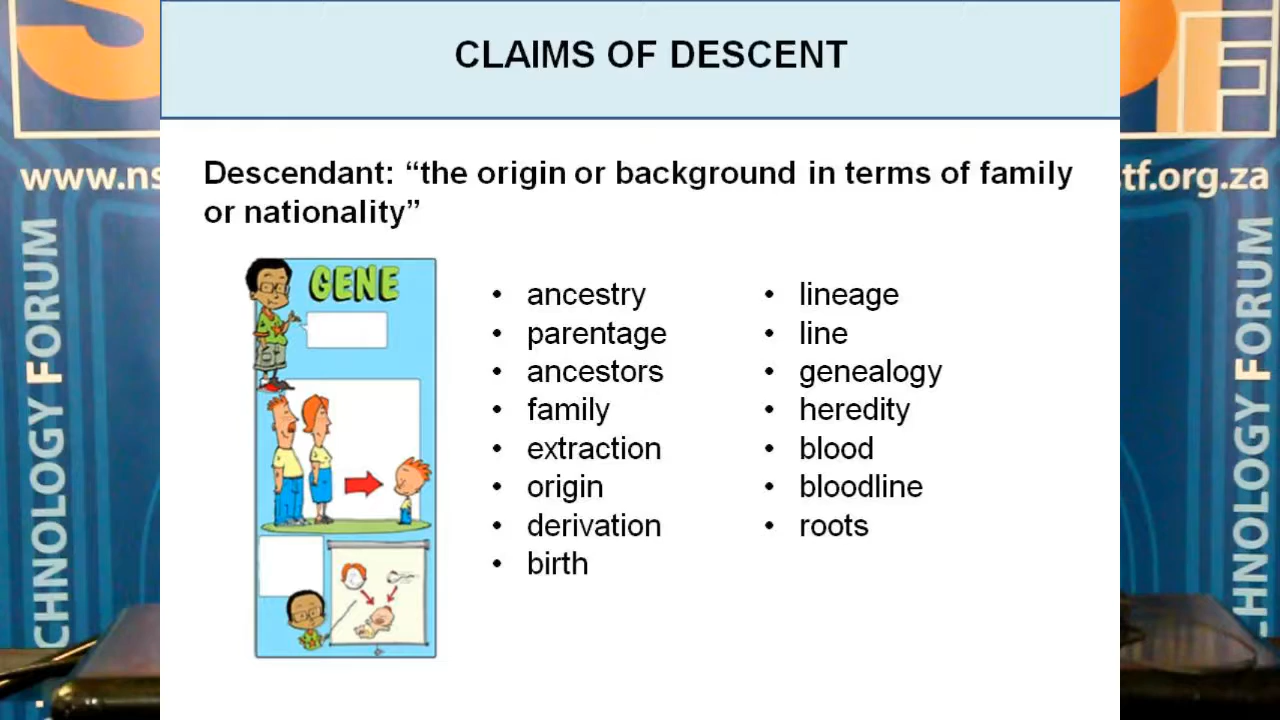 CLAIMS OF DESCENT
www.ns
stf.org.za
Descendant: “the origin or background in terms of family
or nationality”
GENE
• ancestry
• parentage
• ancestors
• family
• extraction
• origin
• derivation
• birth
• lineage
• line
• genealogy
• heredity
• blood
• bloodline
• roots
CHNOLOGY FORUM
CHNOLOGY FORUM